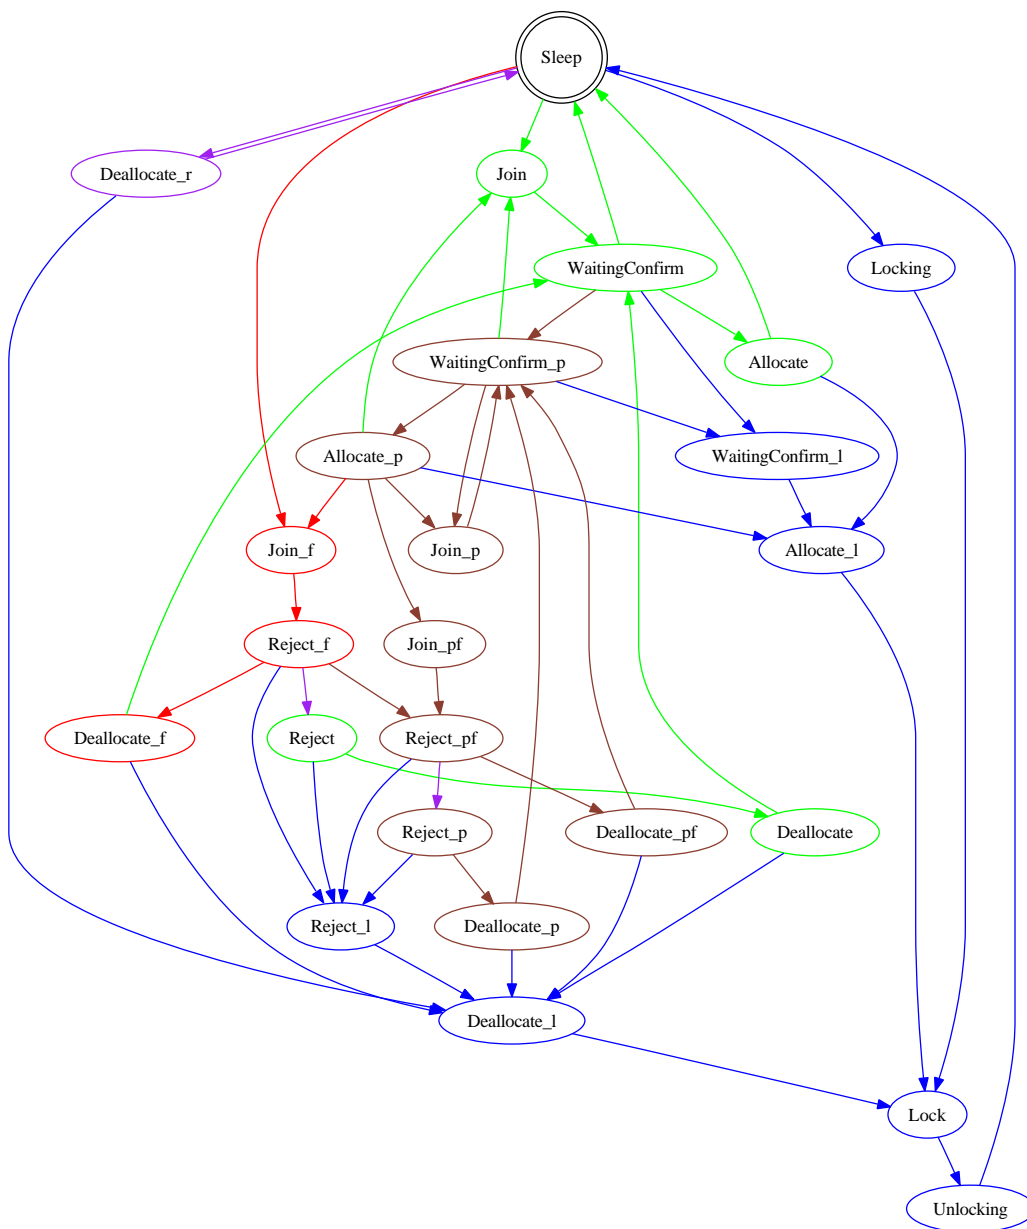 Sleep
Deallocate_r
Join
WaitingConfirm
Locking
WaitingConfirm_p
Allocate
Allocate_p
WaitingConfirm_l
Join_f
Join_p
Allocate_l
Reject_f
Join_pf
Deallocate_f
Reject
Reject_pf
Reject_p
Deallocate_pf
Deallocate
Reject_l
Deallocate_p
Deallocate_l
Lock
Unlocking